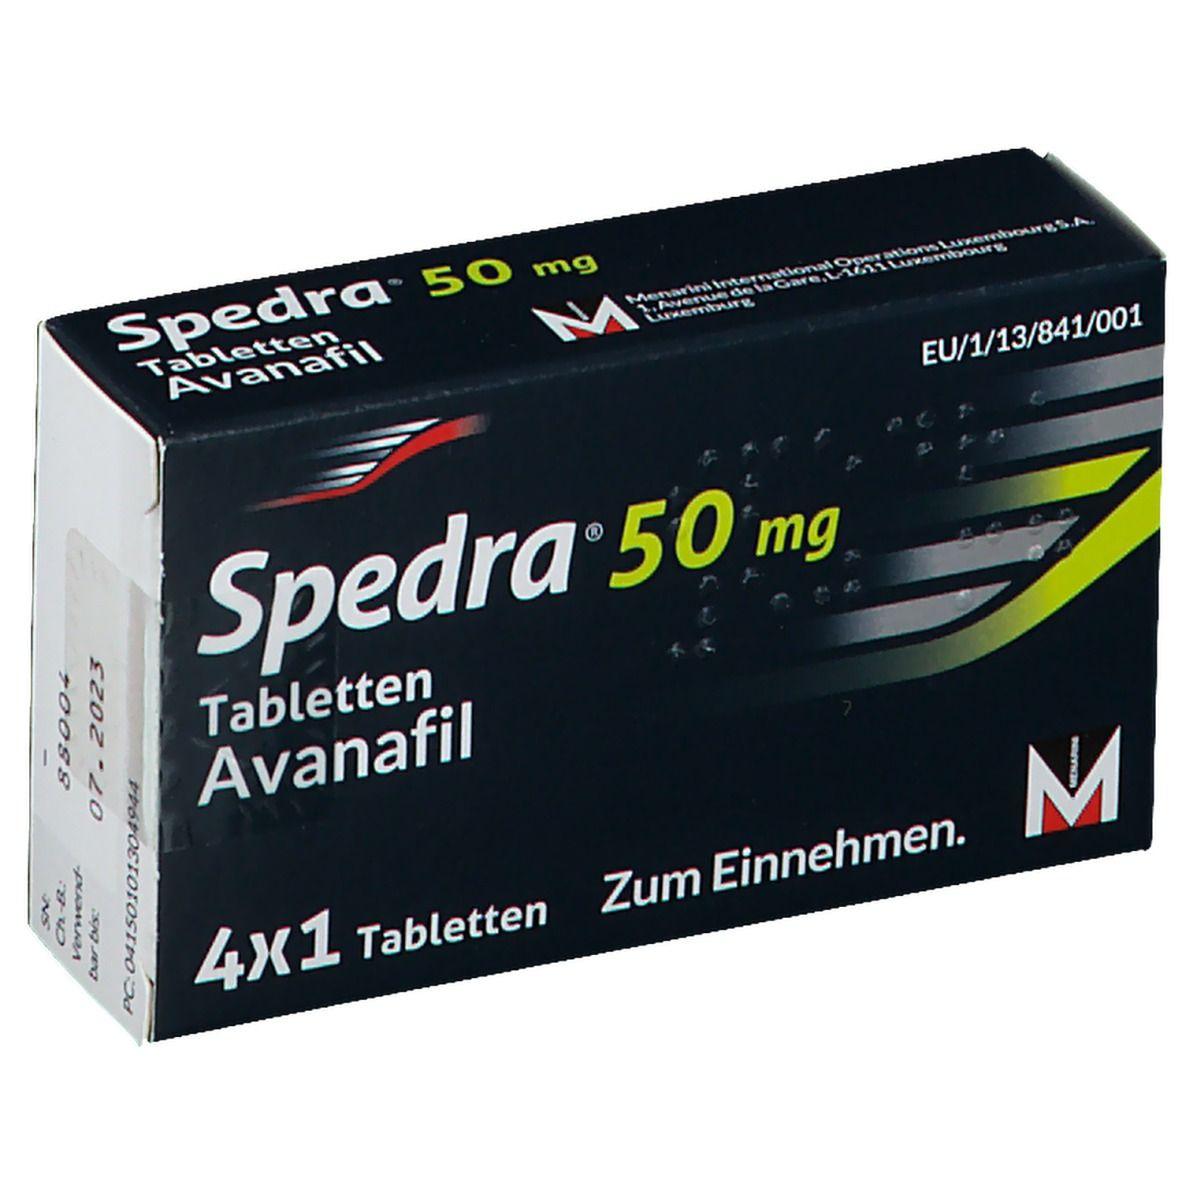 Spedra® 50 mg
Tabletten
Avanafil
Menarini International Operations Luxembourg S.A.
1, Avenue de la Gare, L-1611 Luxembourg
Luxemburg
EU/1/13/841/001
Spedra® 50 mg
Tabletten
Avanafil
MENARINI
4x1 Tabletten
Zum Einnehmen.
SN:
Ch.-B.: 88004
Verwend-
bar bis: 07.2023
PC: 04150101304944